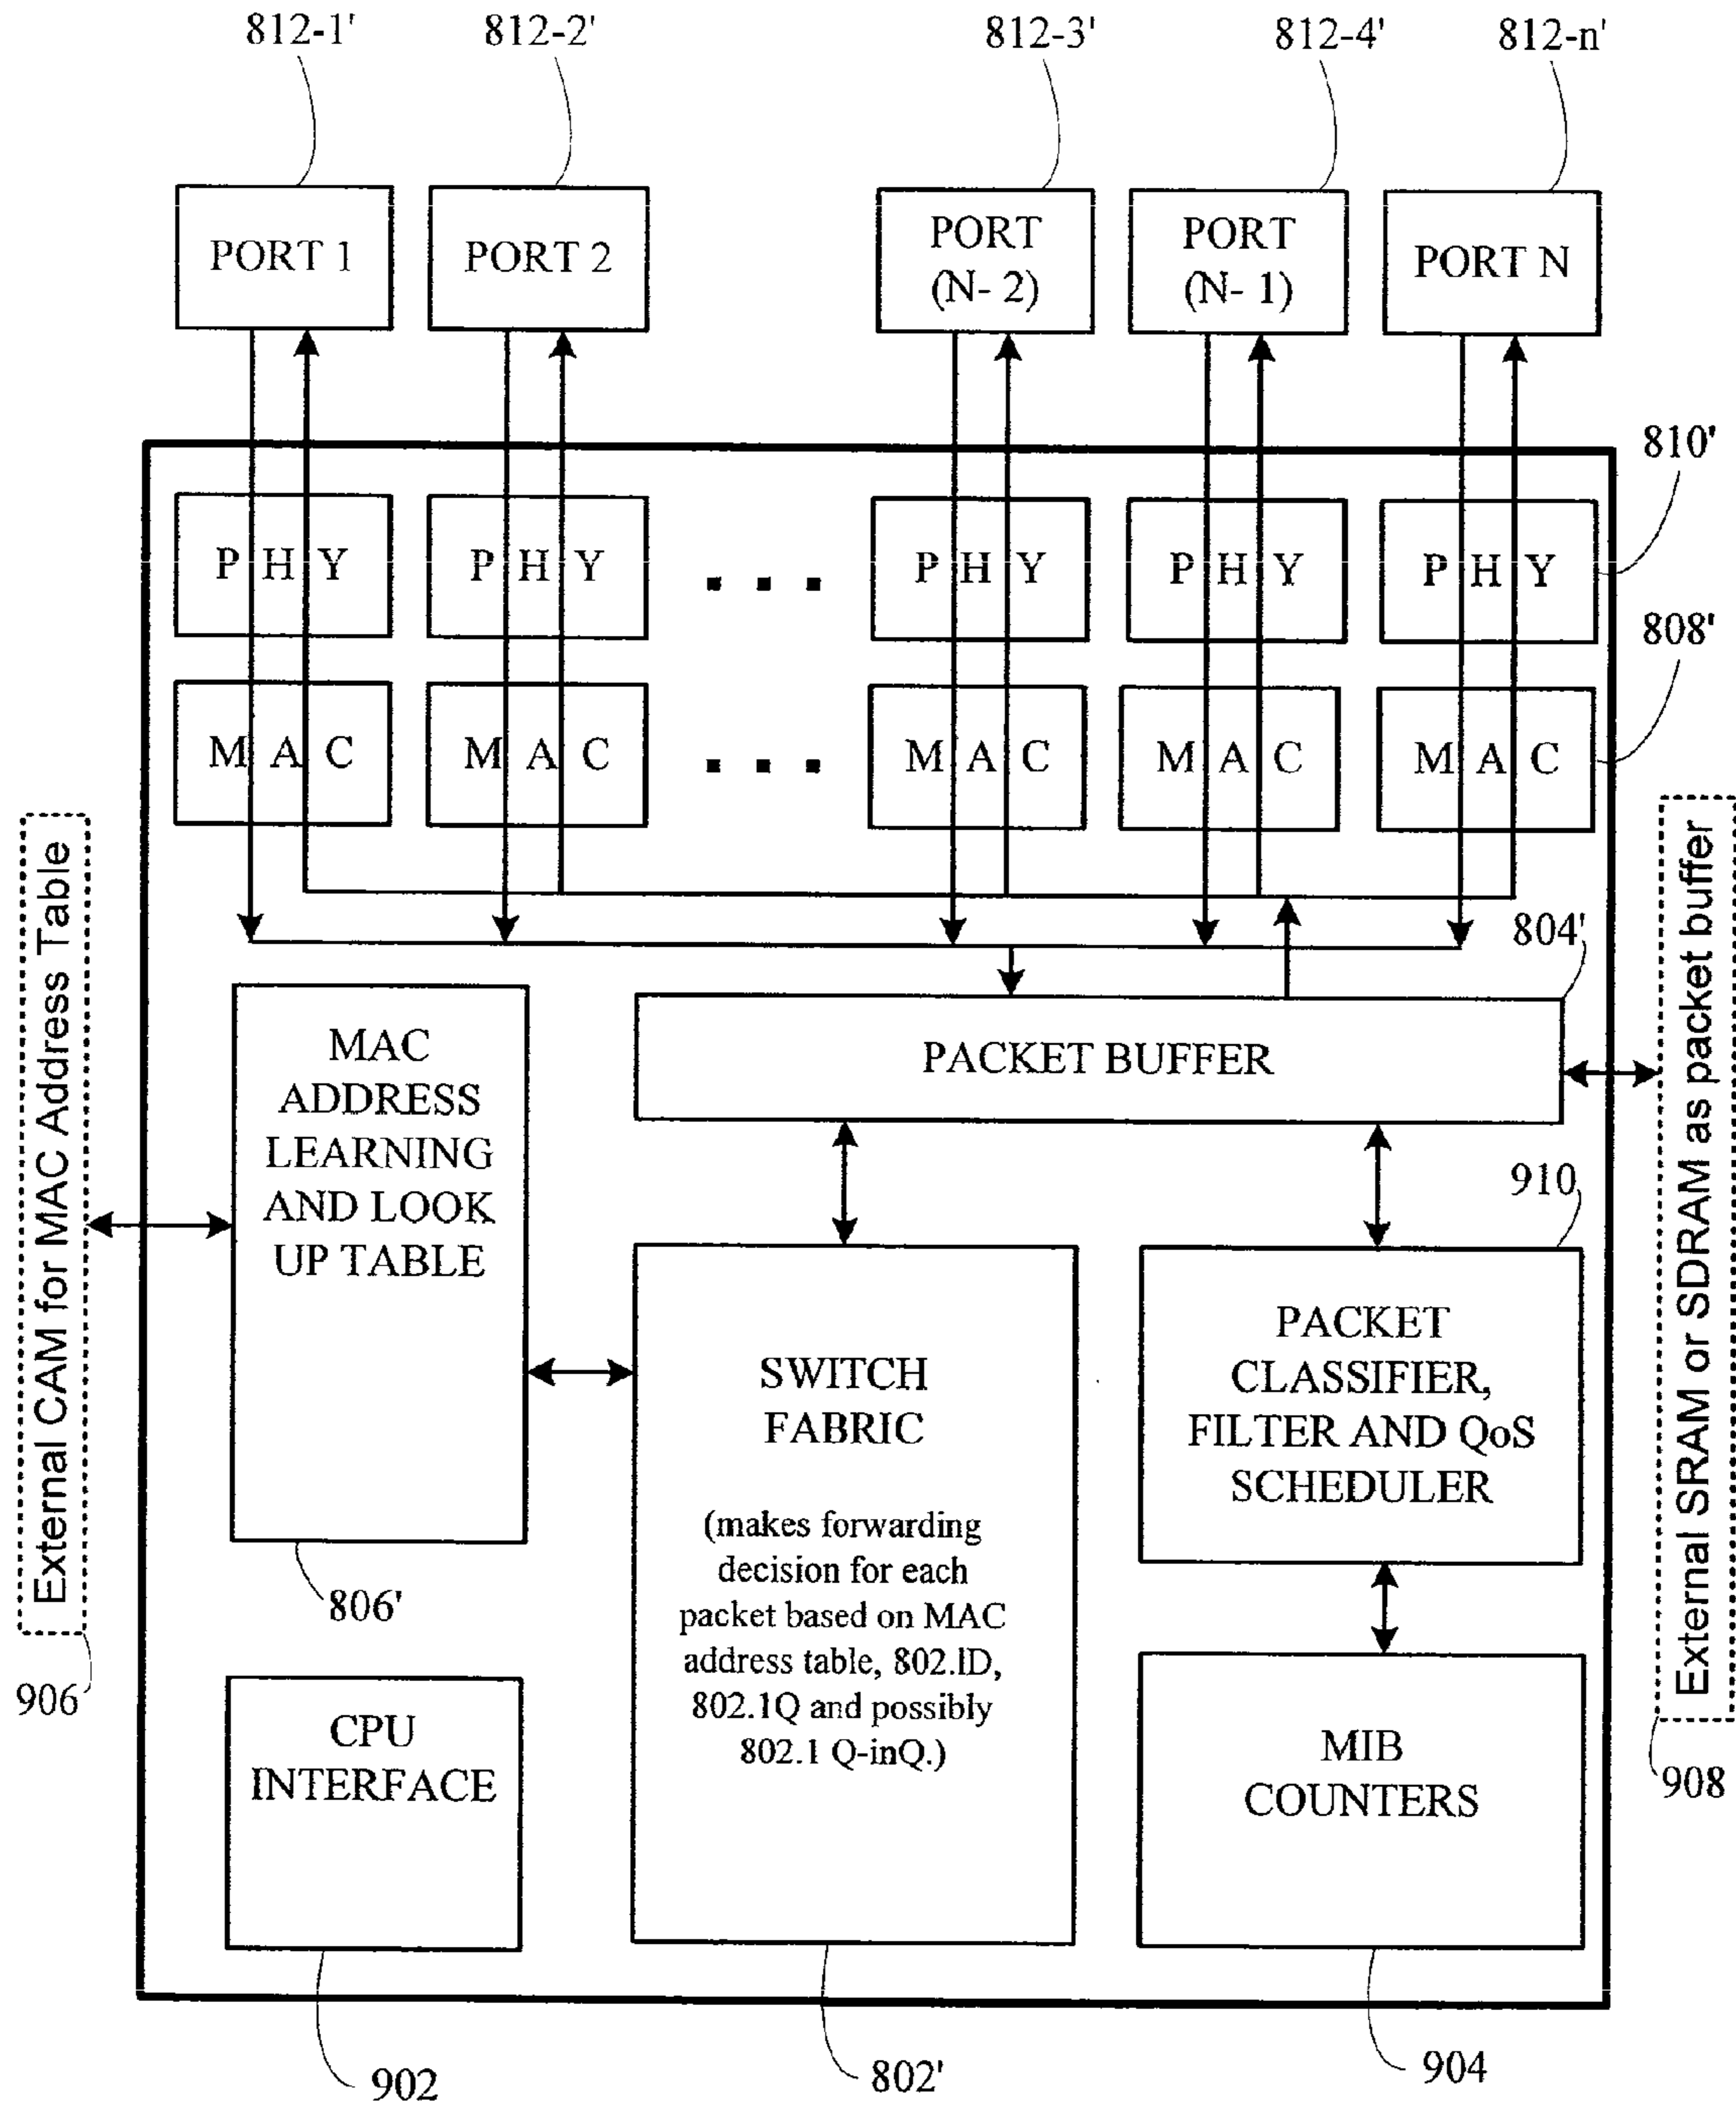 812-1' 812-2' 812-3' 812-4' 812-n'
PORT 1
PORT 2
PORT
(N- 2)
PORT
(N- 1)
PORT N
810'
P H Y P H Y . . . P H Y P H Y P H Y
808'
M A C M A C . . . M A C M A C M A C
External CAM for MAC Address Table
906
External SRAM or SDRAM as packet buffer
908
804'
PACKET BUFFER
MAC
ADDRESS
LEARNING
AND LOOK
UP TABLE
806'
910
SWITCH
FABRIC
(makes forwarding
decision for each
packet based on MAC
address table, 802.1D,
802.1Q and possibly
802.1 Q-inQ.)
PACKET
CLASSIFIER,
FILTER AND QoS
SCHEDULER
CPU
INTERFACE
MIB
COUNTERS
902
802'
904